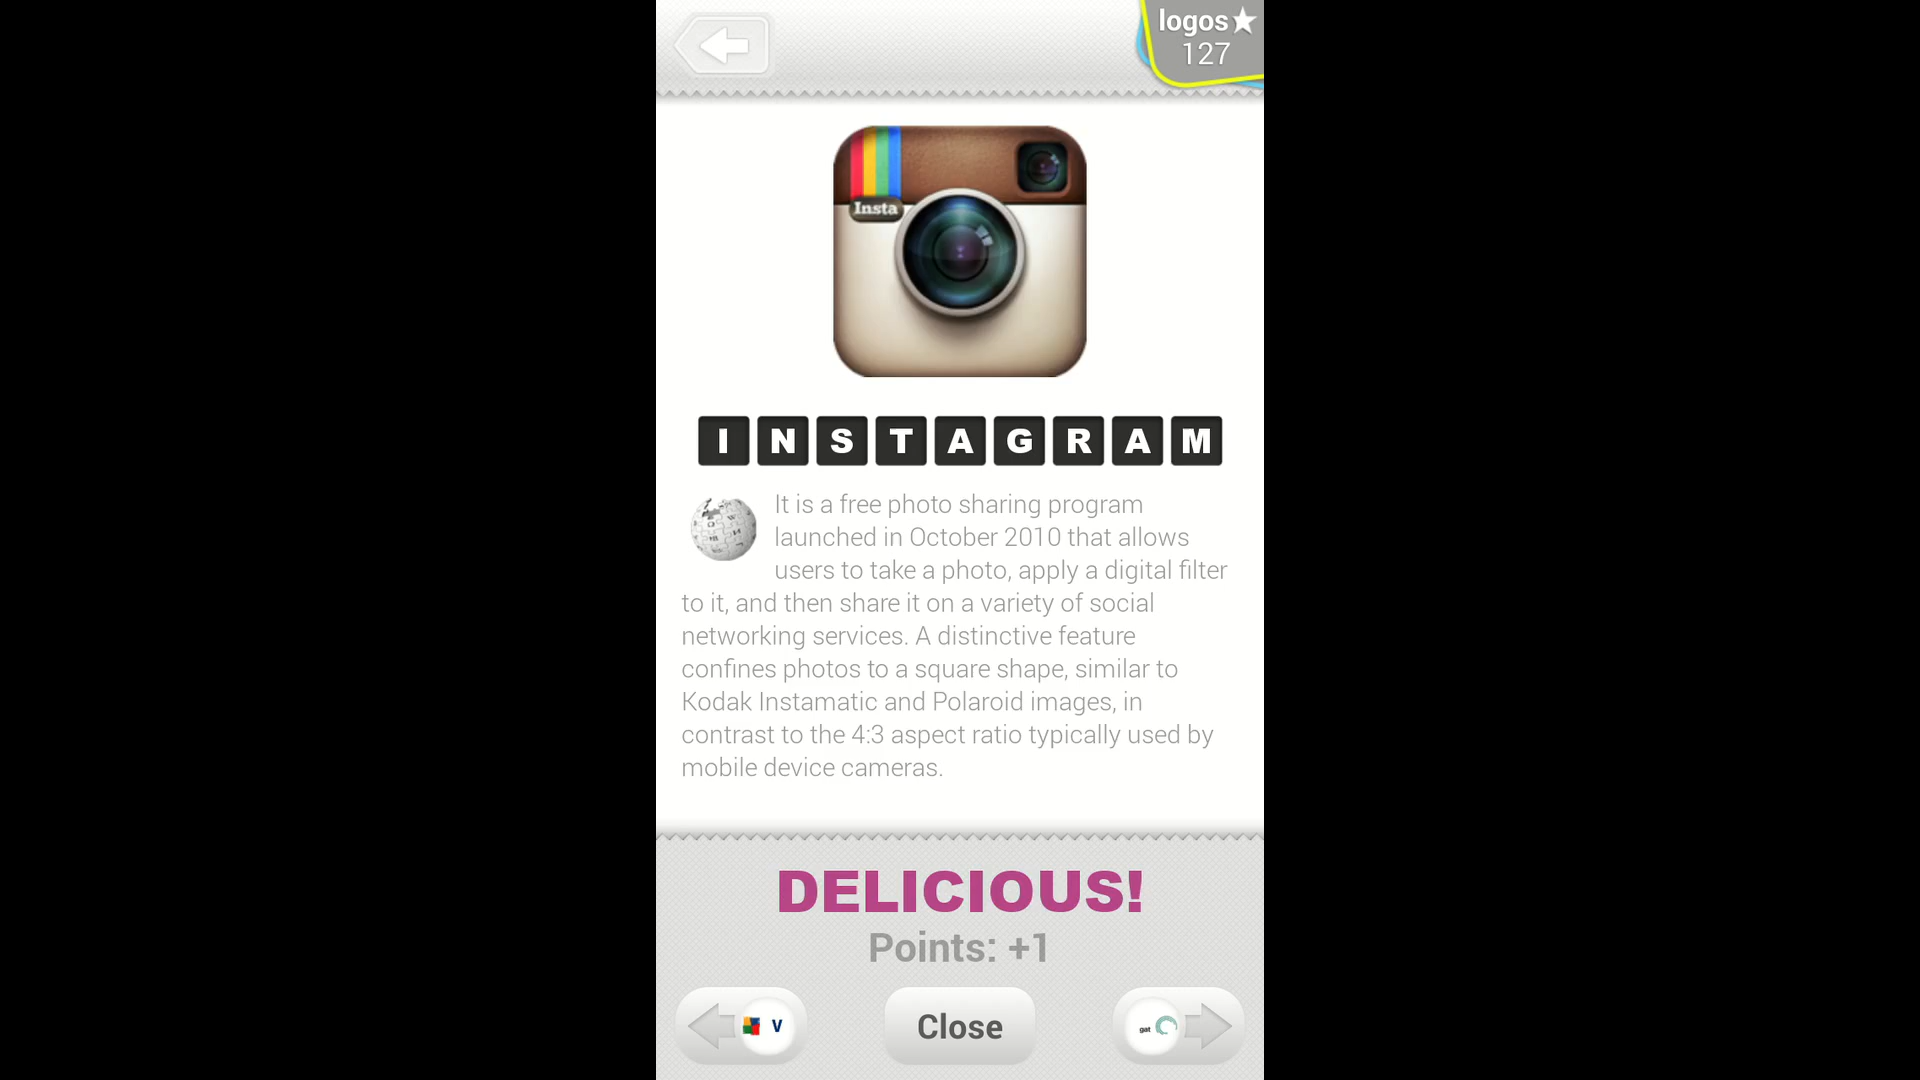 logos
127
Insta
INSTAGRAM
It is a free photo sharing program
launched in October 2010 that allows
users to take a photo, apply a digital filter
to it, and then share it on a variety of social
networking services. A distinctive feature
confines photos to a square shape, similar to
Kodak Instamatic and Polaroid images, in
contrast to the 4:3 aspect ratio typically used by
mobile device cameras.
DELICIOUS!
Points: +1
V
Close
gat